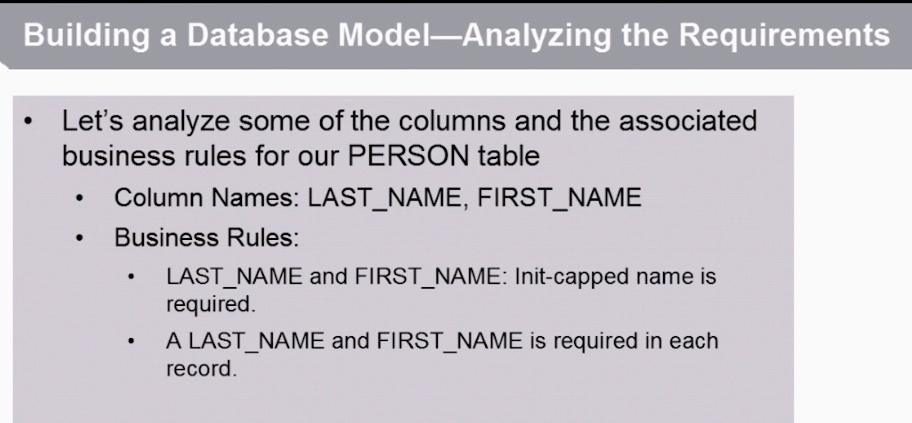 Building a Database Model—Analyzing the Requirements
• Let's analyze some of the columns and the associated
business rules for our PERSON table
• Column Names: LAST_NAME, FIRST_NAME
• Business Rules:
• LAST_NAME and FIRST_NAME: Init-capped name is
required.
• A LAST_NAME and FIRST_NAME is required in each
record.